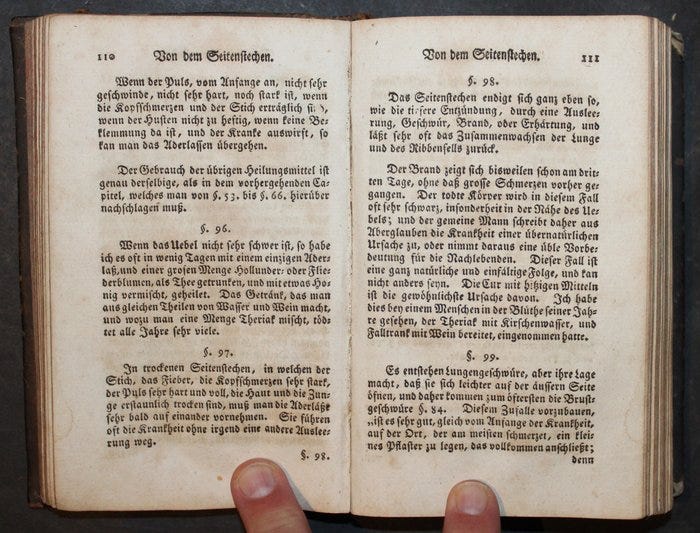 110 Von dem Seitenstechen.
Wenn der Puls, vom Anfange an, nicht sehr
geschwinde, nicht sehr hart, noch stark ist, wenn
die Kopfschmerzen und der Stich erträglich
wenn der Husten nicht zu heftig, wenn keine Be-
klemmung da ist, und der Kranke auswirft, so
kan man das Aderlassen übergehen.
Der Gebrauch der übrigen Heilungsmittel ist
genau derselbige, als in dem vorhergehenden Ca-
pitel, welches man von §. 53. bis §. 66. hierüber
nachschlagen muß.
§. 96.
Wenn das Uebel nicht sehr schwer ist, so habe
ich es oft in wenig Tagen mit einem einzigen Ader-
laß, und einer großen Menge Hollunder- oder Flie-
derblumen, als Thee getrunken, und mit etwas Ho-
nig vermischt, geheilet. Das Getränk, das man
aus gleichen Theilen von Wasser und Wein macht,
und wozu man eine Menge Theriak mischt, töd-
tet alle Jahre sehr viele.
§. 97.
In trockenen Seitenstechen, in welchen der
Stich, das Fieber, die Kopfschmerzen sehr stark,
der Puls sehr hart und voll, die Haut und die Zun-
ge erstaunlich trocken sind, muß man die Aderläße
sehr bald auf einander vornehmen. Sie führen
oft die Krankheit ohne irgend eine andere Auslee-
rung weg.
§. 98.
Von dem Seitenstechen. 111
§. 98.
Das Seitenstechen endigt sich ganz eben so,
wie die tiefere Entzündung, durch eine Auslee-
rung, Geschwür, Brand, oder Erhärtung, und
läßt sehr oft das Zusammenwachsen der Lunge
und des Ribbenfells zurück.
Der Brand zeigt sich bisweilen schon am drit-
ten Tage, ohne daß grosse Schmerzen vorher ge-
gangen. Der todte Körper wird in diesem Fall
oft sehr schwarz, insonderheit in der Nähe des Ue-
bels; und der gemeine Mann schreibt daher aus
Aberglauben die Krankheit einer übernatürlichen
Ursache zu, oder nimmt daraus eine üble Vorbe-
deutung für die Nachlebenden. Dieser Fall ist
eine ganz natürliche und einfältige Folge, und kan
nicht anders seyn. Die Cur mit hitzigen Mitteln
ist die gewöhnlichste Ursache davon. Ich habe
dies bey einem Menschen in der Blüthe seiner Jah-
re gesehen, der Theriak mit Kirschenwasser, und
Falltrank mit Wein bereitet, eingenommen hatte.
§. 99.
Es entstehen Lungengeschwüre, aber ihre Lage
macht, daß sie sich leichter auf der äussern Seite
öfnen, und daher kommen zum öftersten die Brust-
geschwüre §. 84. Diesem Zufalle vorzubauen,
ist es sehr gut, gleich vom Anfange der Krankheit,
auf der Ort, der am meisten schmerzet, ein klei-
nes Pflaster zu legen, das vollkommen anschließt;
denn